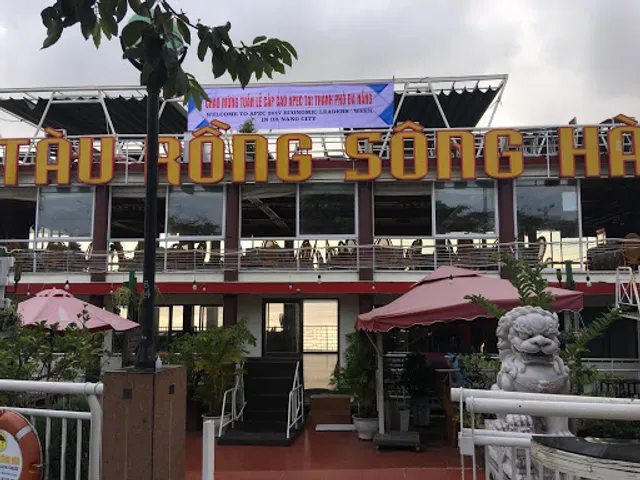 CHÀO MỪNG TUẦN LỄ CẤP CAO APEC TẠI THÀNH PHỐ ĐÀ NẴNG
WELCOME TO APEC 2017 ECONOMIC LEADERS' WEEK
IN DA NANG CITY
TÀU RỒNG SÔNG HÀ